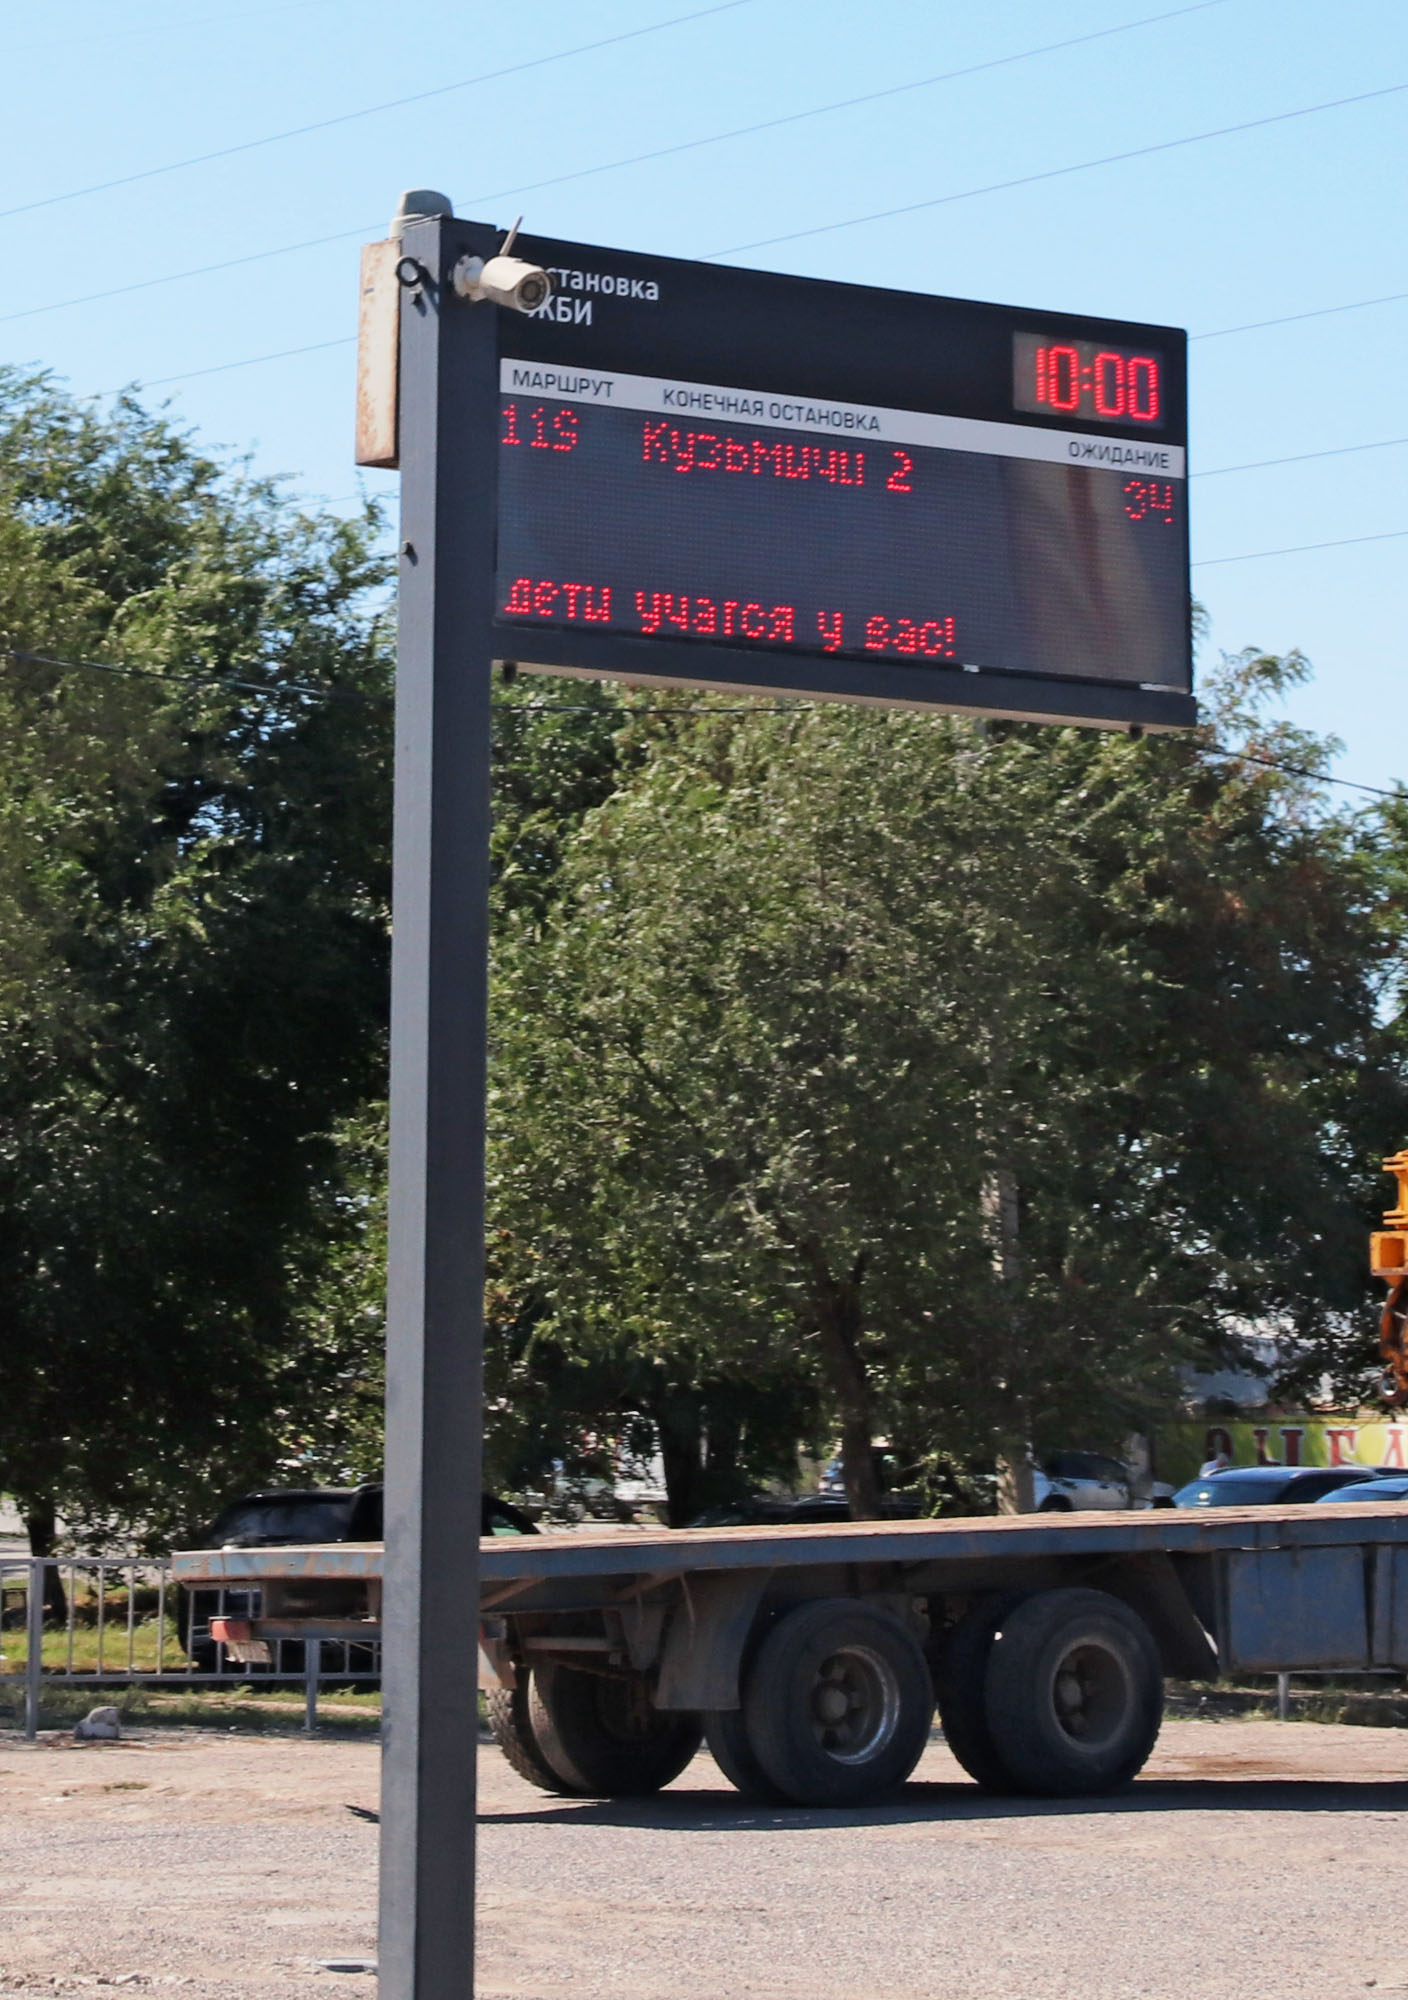 становка
ЖБИ
10:00
МАРШРУТ КОНЕЧНАЯ ОСТАНОВКА ОЖИДАНИЕ
119 Кузьмичи 2 34
дети учатся у вас!